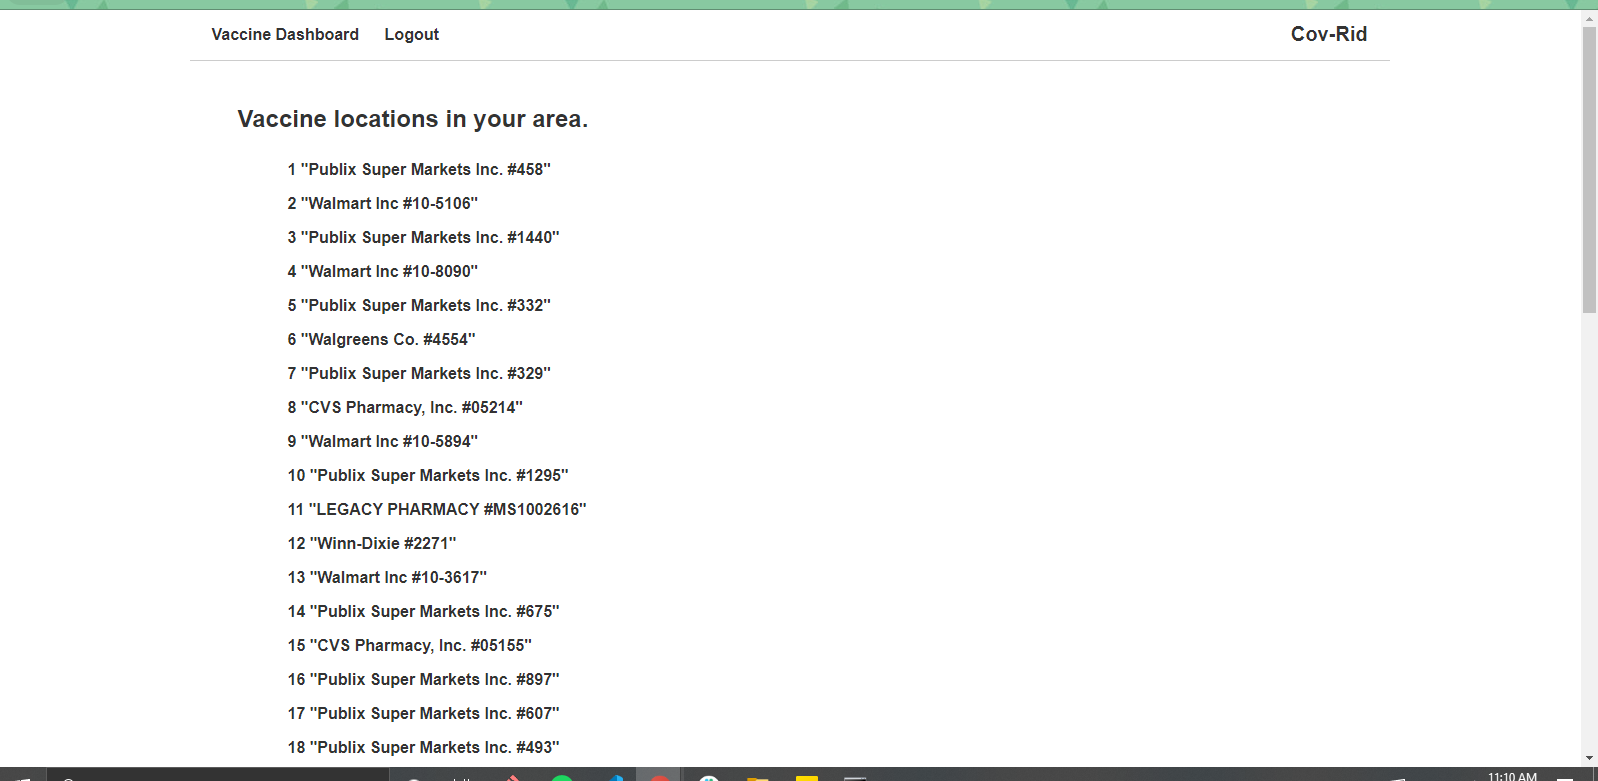 Vaccine Dashboard Logout Cov-Rid
Vaccine locations in your area.
1 "Publix Super Markets Inc. #458"
2 "Walmart Inc #10-5106"
3 "Publix Super Markets Inc. #1440"
4 "Walmart Inc #10-8090"
5 "Publix Super Markets Inc. #332"
6 "Walgreens Co. #4554"
7 "Publix Super Markets Inc. #329"
8 "CVS Pharmacy, Inc. #05214"
9 "Walmart Inc #10-5894"
10 "Publix Super Markets Inc. #1295"
11 "LEGACY PHARMACY #MS1002616"
12 "Winn-Dixie #2271"
13 "Walmart Inc #10-3617"
14 "Publix Super Markets Inc. #675"
15 "CVS Pharmacy, Inc. #05155"
16 "Publix Super Markets Inc. #897"
17 "Publix Super Markets Inc. #607"
18 "Publix Super Markets Inc. #493"
11:10 AM